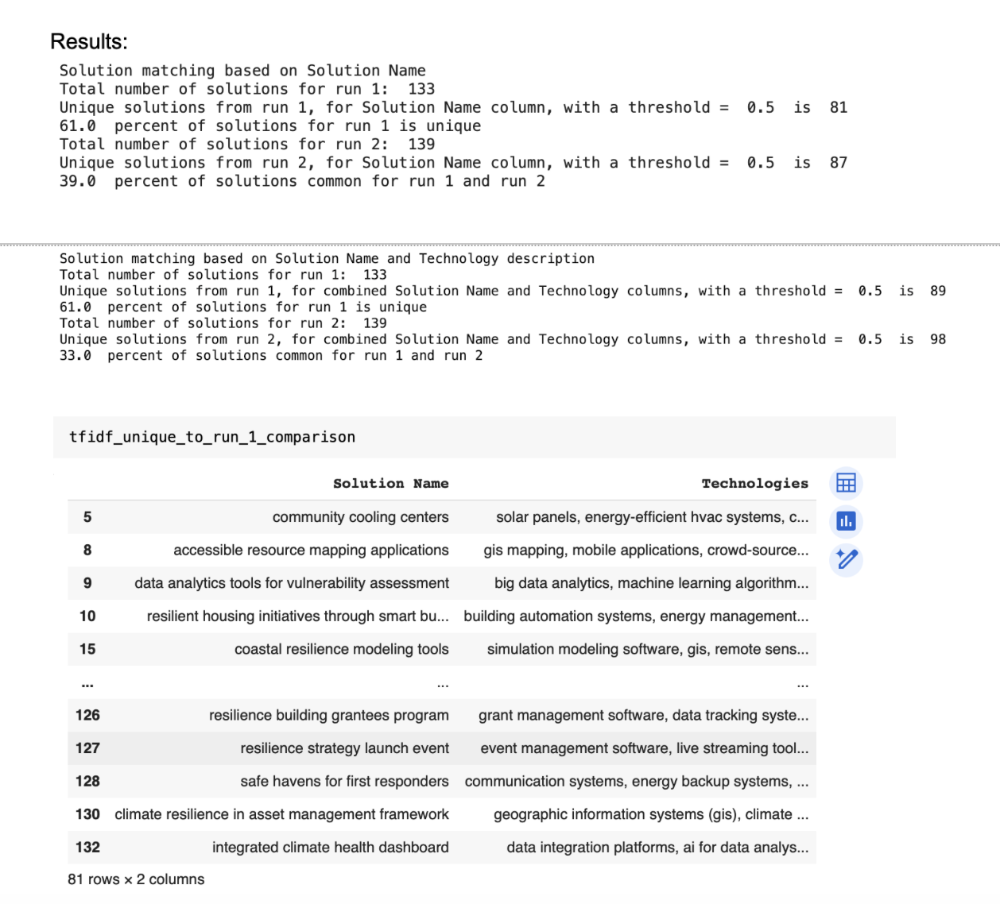 Results:
Solution matching based on Solution Name
Total number of solutions for run 1:  133
Unique solutions from run 1, for Solution Name column, with a threshold =  0.5  is  81
61.0  percent of solutions for run 1 is unique
Total number of solutions for run 2:  139
Unique solutions from run 2, for Solution Name column, with a threshold =  0.5  is  87
39.0  percent of solutions common for run 1 and run 2
Solution matching based on Solution Name and Technology description
Total number of solutions for run 1:  133
Unique solutions from run 1, for combined Solution Name and Technology columns, with a threshold =  0.5  is  89
61.0  percent of solutions for run 1 is unique
Total number of solutions for run 2:  139
Unique solutions from run 2, for combined Solution Name and Technology columns, with a threshold =  0.5  is  98
33.0  percent of solutions common for run 1 and run 2
tfidf_unique_to_run_1_comparison
Solution Name Technologies
5 community cooling centers solar panels, energy-efficient hvac systems, c...
8 accessible resource mapping applications gis mapping, mobile applications, crowd-source...
9 data analytics tools for vulnerability assessment big data analytics, machine learning algorithm...
10 resilient housing initiatives through smart bu... building automation systems, energy management...
15 coastal resilience modeling tools simulation modeling software, gis, remote sens...
... ... ...
126 resilience building grantees program grant management software, data tracking syste...
127 resilience strategy launch event event management software, live streaming tool...
128 safe havens for first responders communication systems, energy backup systems, ...
130 climate resilience in asset management framework geographic information systems (gis), climate ...
132 integrated climate health dashboard data integration platforms, ai for data analys...
81 rows × 2 columns